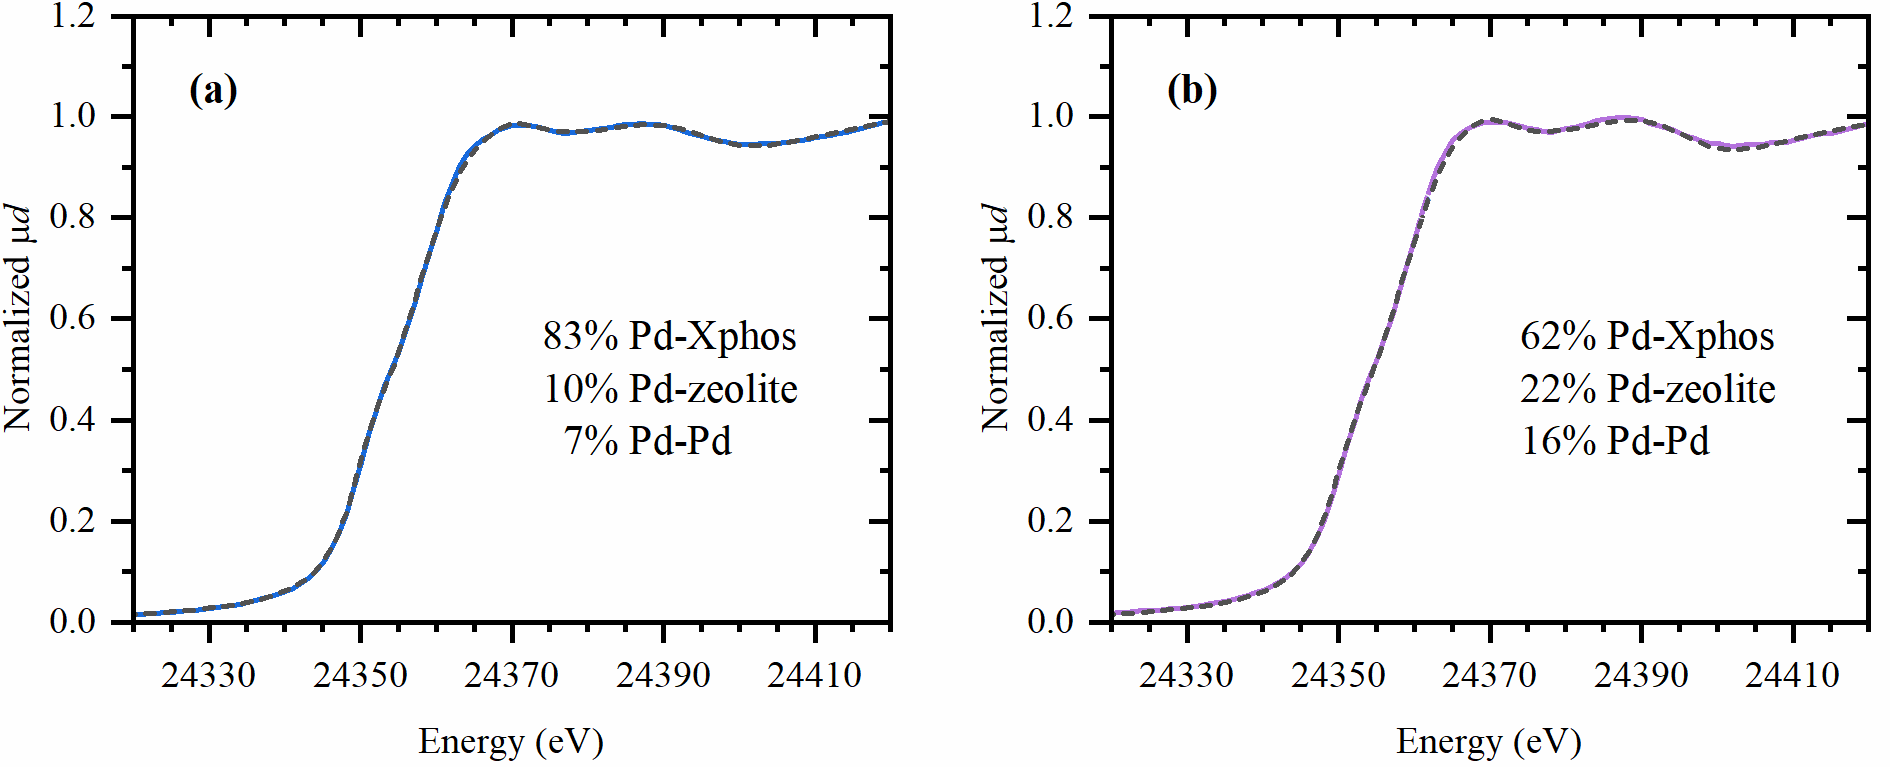 (a)
1.2
1.0
0.8
0.6
0.4
0.2
0.0
Normalized μd
83% Pd-Xphos
10% Pd-zeolite
7% Pd-Pd
24330 24350 24370 24390 24410
Energy (eV)
(b)
1.2
1.0
0.8
0.6
0.4
0.2
0.0
Normalized μd
62% Pd-Xphos
22% Pd-zeolite
16% Pd-Pd
24330 24350 24370 24390 24410
Energy (eV)